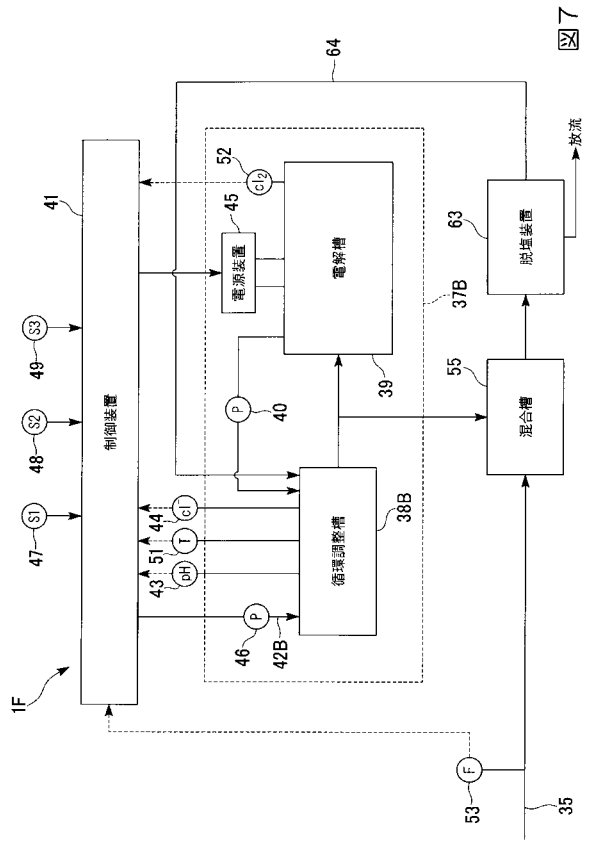 図7
1F
47
S1
48
S2
49
S3
41
制御装置
46
P
42B
43
pH
51
T
44
cl
40
P
45
電源装置
52
cl2
電解槽
39
循環調整槽
38B
37B
64
53
F
35
55
混合槽
63
脱塩装置
放流